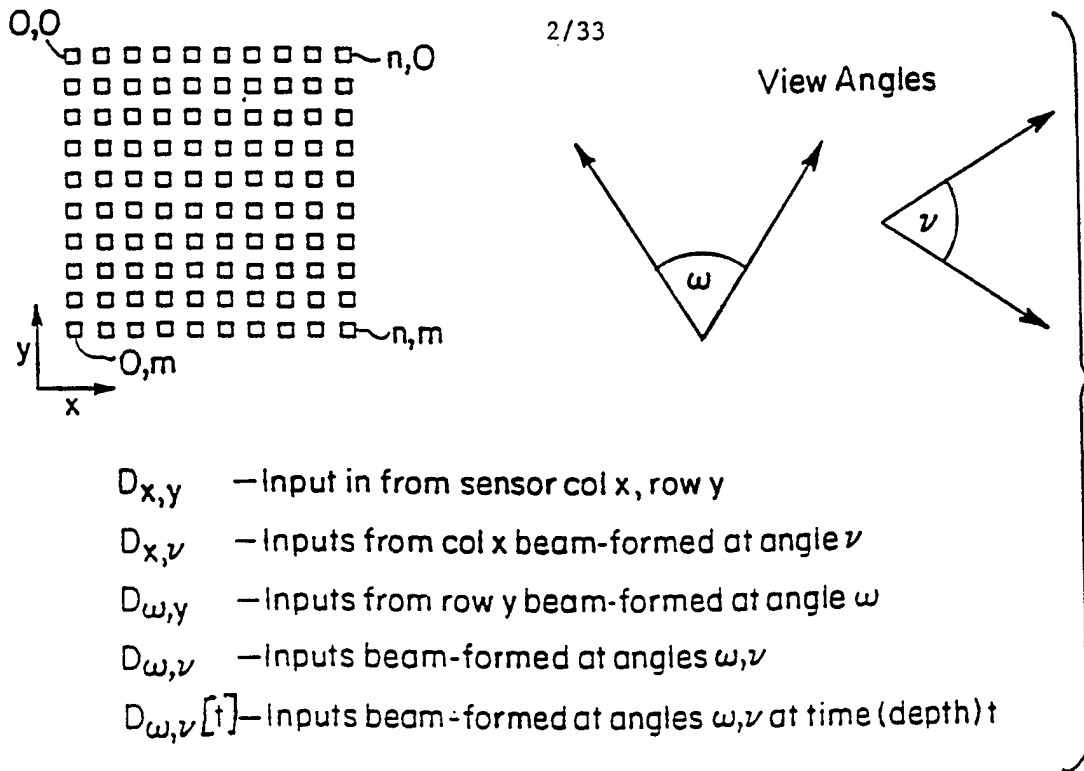 2/33
0,0
n,0
View Angles
ω
ν
y
x
0,m
n,m
Dx,y —Input in from sensor col x, row y
Dx,ν —Inputs from col x beam-formed at angle ν
Dω,y —Inputs from row y beam-formed at angle ω
Dω,ν —Inputs beam-formed at angles ω,ν
Dω,ν[t]—Inputs beam-formed at angles ω,ν at time (depth) t